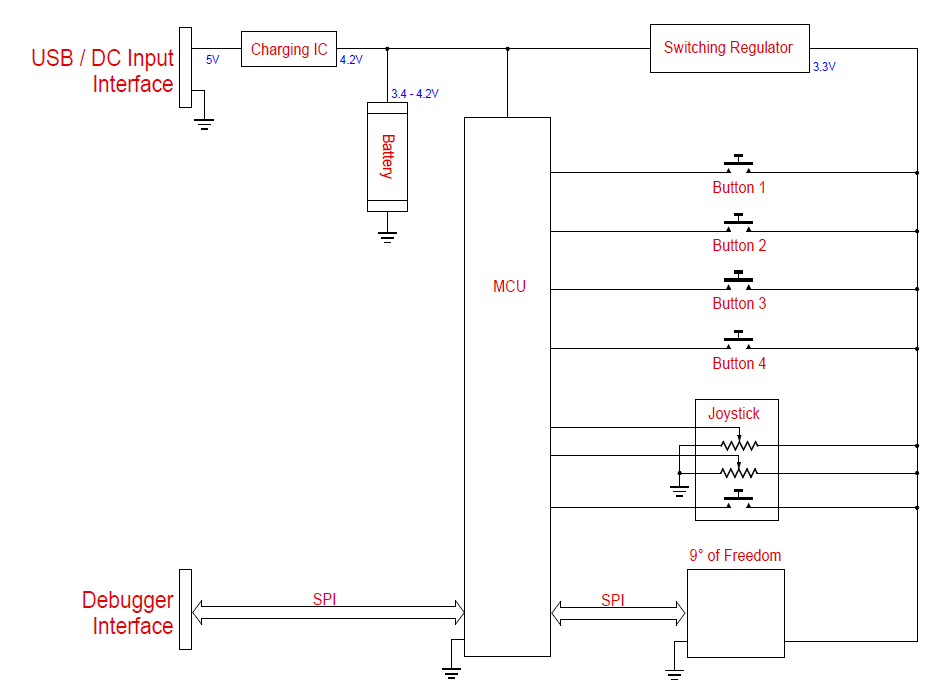 USB / DC Input
Interface
5V
Charging IC
4.2V
Switching Regulator
3.3V
3.4 - 4.2V
Battery
MCU
Button 1
Button 2
Button 3
Button 4
Joystick
9° of Freedom
Debugger
Interface
SPI
SPI